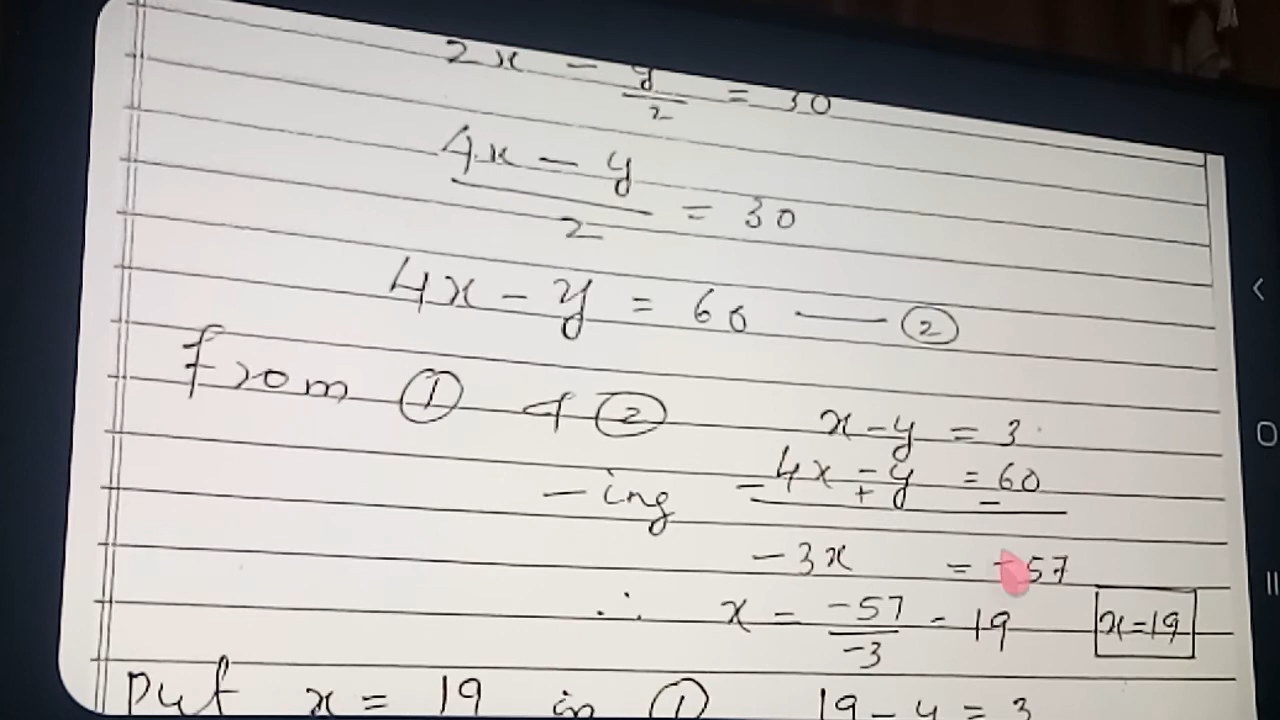 2x - y/2 = 30
4x - y / 2 = 30
4x - y = 60 — ②
from ① & ② x - y = 3
-ing 4x - y = 60
- + -
-3x = -57
∴ x = -57/-3 = 19 x=19
Put x = 19 in ① 19 - y = 3